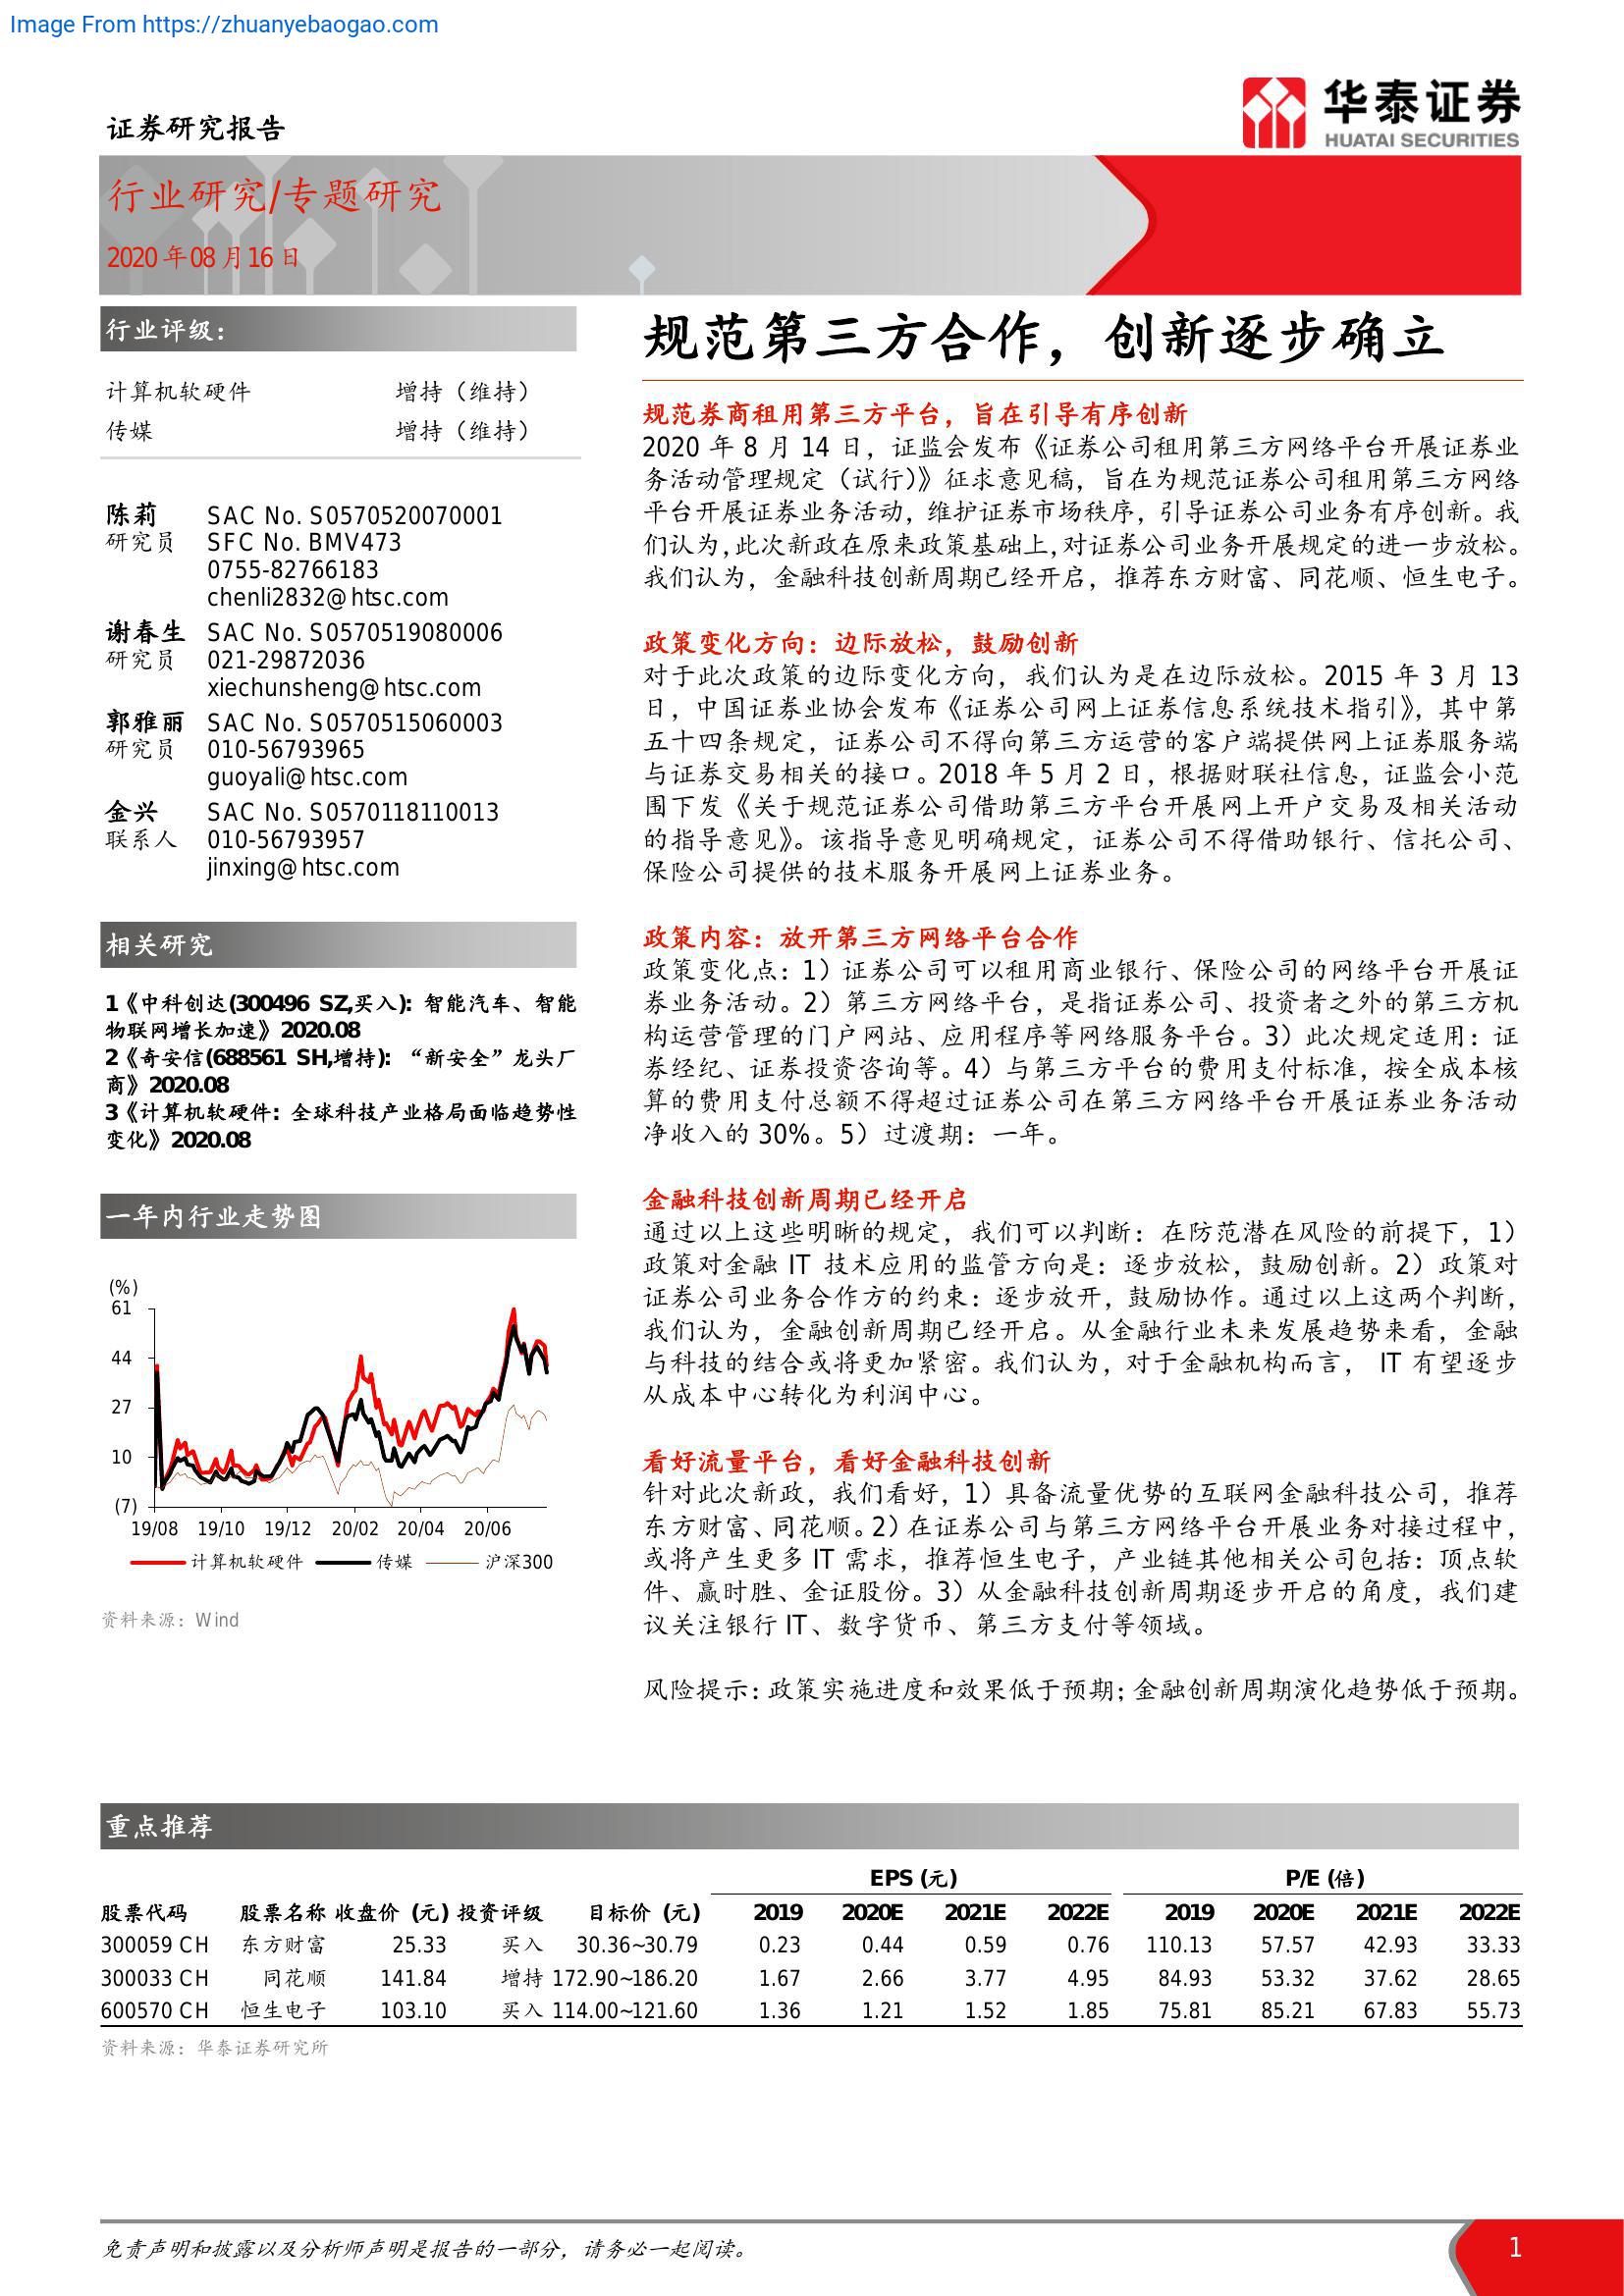 Image From https://zhuanyebaogao.com
华泰证券
HUATAI SECURITIES
证券研究报告
行业研究/专题研究
2020年08月16日
行业评级：
计算机软硬件 增持（维持）
传媒 增持（维持）
陈莉 SAC No. S0570520070001
研究员 SFC No. BMV473
0755-82766183
chenli2832@htsc.com
谢春生 SAC No. S0570519080006
研究员 021-29872036
xiechunsheng@htsc.com
郭雅丽 SAC No. S0570515060003
研究员 010-56793965
guoyali@htsc.com
金兴 SAC No. S0570118110013
联系人 010-56793957
jinxing@htsc.com
相关研究
1《中科创达(300496 SZ,买入): 智能汽车、智能
物联网增长加速》2020.08
2《奇安信(688561 SH,增持): “新安全”龙头厂
商》2020.08
3《计算机软硬件: 全球科技产业格局面临趋势性
变化》2020.08
一年内行业走势图
(%)
61
44
27
10
(7)
19/08 19/10 19/12 20/02 20/04 20/06
计算机软硬件 传媒 沪深300
资料来源：Wind
规范第三方合作，创新逐步确立
规范券商租用第三方平台，旨在引导有序创新
2020 年 8 月 14 日，证监会发布《证券公司租用第三方网络平台开展证券业
务活动管理规定（试行）》征求意见稿，旨在为规范证券公司租用第三方网络
平台开展证券业务活动，维护证券市场秩序，引导证券公司业务有序创新。我
们认为，此次新政在原来政策基础上，对证券公司业务开展规定的进一步放松。
我们认为，金融科技创新周期已经开启，推荐东方财富、同花顺、恒生电子。
政策变化方向：边际放松，鼓励创新
对于此次政策的边际变化方向，我们认为是在边际放松。2015 年 3 月 13
日，中国证券业协会发布《证券公司网上证券信息系统技术指引》，其中第
五十四条规定，证券公司不得向第三方运营的客户端提供网上证券服务端
与证券交易相关的接口。2018 年 5 月 2 日，根据财联社信息，证监会小范
围下发《关于规范证券公司借助第三方平台开展网上开户交易及相关活动
的指导意见》。该指导意见明确规定，证券公司不得借助银行、信托公司、
保险公司提供的技术服务开展网上证券业务。
政策内容：放开第三方网络平台合作
政策变化点：1）证券公司可以租用商业银行、保险公司的网络平台开展证
券业务活动。2）第三方网络平台，是指证券公司、投资者之外的第三方机
构运营管理的门户网站、应用程序等网络服务平台。3）此次规定适用：证
券经纪、证券投资咨询等。4）与第三方平台的费用支付标准，按全成本核
算的费用支付总额不得超过证券公司在第三方网络平台开展证券业务活动
净收入的 30%。5）过渡期：一年。
金融科技创新周期已经开启
通过以上这些明晰的规定，我们可以判断：在防范潜在风险的前提下，1）
政策对金融 IT 技术应用的监管方向是：逐步放松，鼓励创新。2）政策对
证券公司业务合作方的约束：逐步放开，鼓励协作。通过以上这两个判断，
我们认为，金融创新周期已经开启。从金融行业未来发展趋势来看，金融
与科技的结合或将更加紧密。我们认为，对于金融机构而言， IT 有望逐步
从成本中心转化为利润中心。
看好流量平台，看好金融科技创新
针对此次新政，我们看好，1）具备流量优势的互联网金融科技公司，推荐
东方财富、同花顺。2）在证券公司与第三方网络平台开展业务对接过程中，
或将产生更多 IT 需求，推荐恒生电子，产业链其他相关公司包括：顶点软
件、赢时胜、金证股份。3）从金融科技创新周期逐步开启的角度，我们建
议关注银行 IT、数字货币、第三方支付等领域。
风险提示：政策实施进度和效果低于预期；金融创新周期演化趋势低于预期。
重点推荐
EPS (元) P/E (倍)
股票代码 股票名称 收盘价 (元) 投资评级 目标价 (元) 2019 2020E 2021E 2022E 2019 2020E 2021E 2022E
300059 CH 东方财富 25.33 买入 30.36~30.79 0.23 0.44 0.59 0.76 110.13 57.57 42.93 33.33
300033 CH 同花顺 141.84 增持 172.90~186.20 1.67 2.66 3.77 4.95 84.93 53.32 37.62 28.65
600570 CH 恒生电子 103.10 买入 114.00~121.60 1.36 1.21 1.52 1.85 75.81 85.21 67.83 55.73
资料来源：华泰证券研究所
免责声明和披露以及分析师声明是报告的一部分，请务必一起阅读。 1